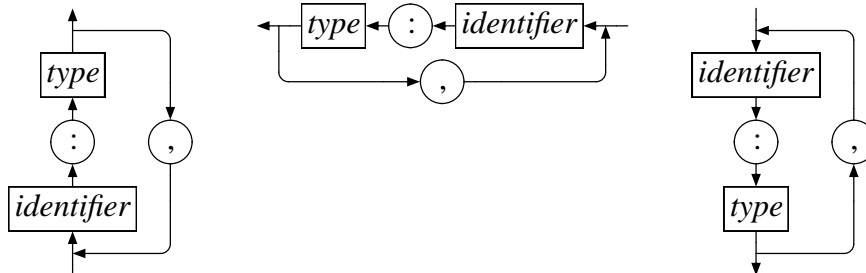 type
:
,
identifier
type : identifier
,
identifier
:
,
type